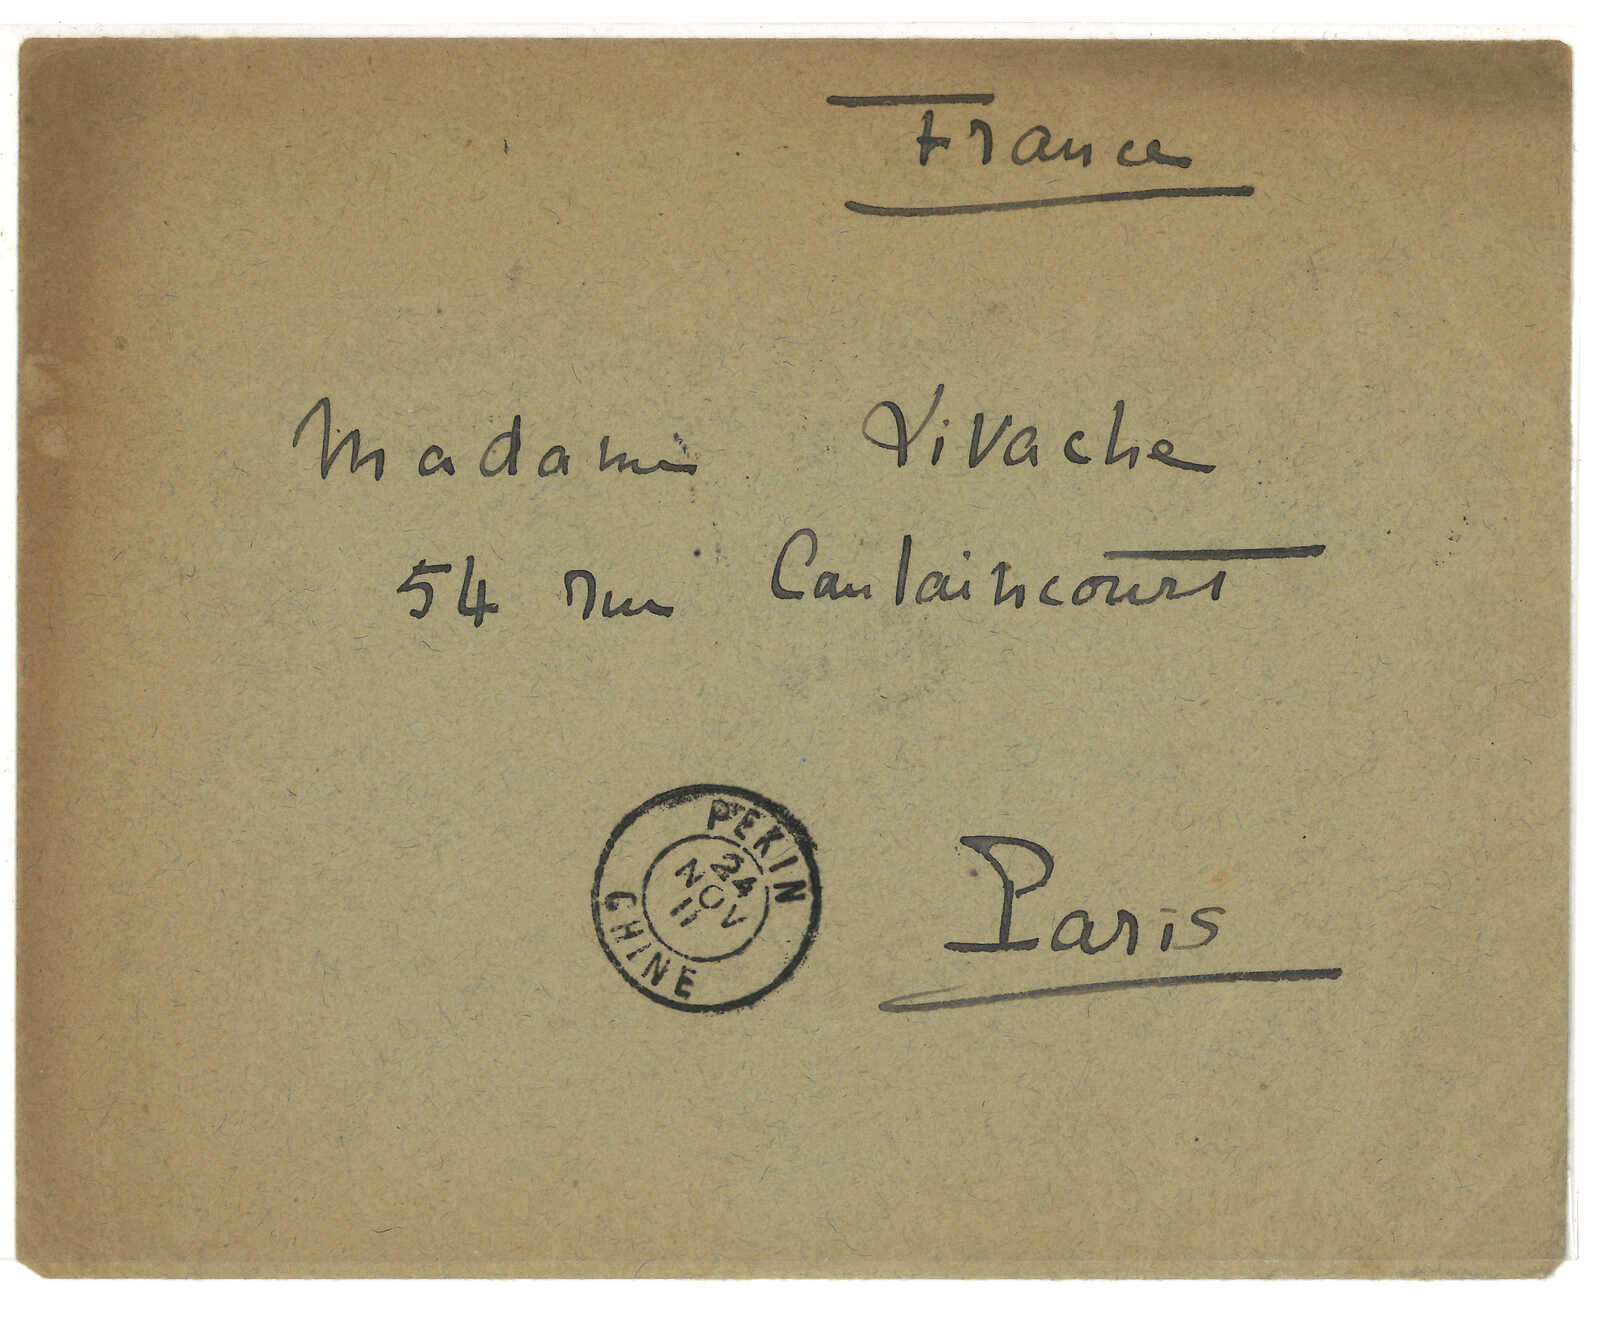 France
Madame Vivache
54 rue Caulaincourt
PEKIN
24
NOV
11
CHINE
Paris